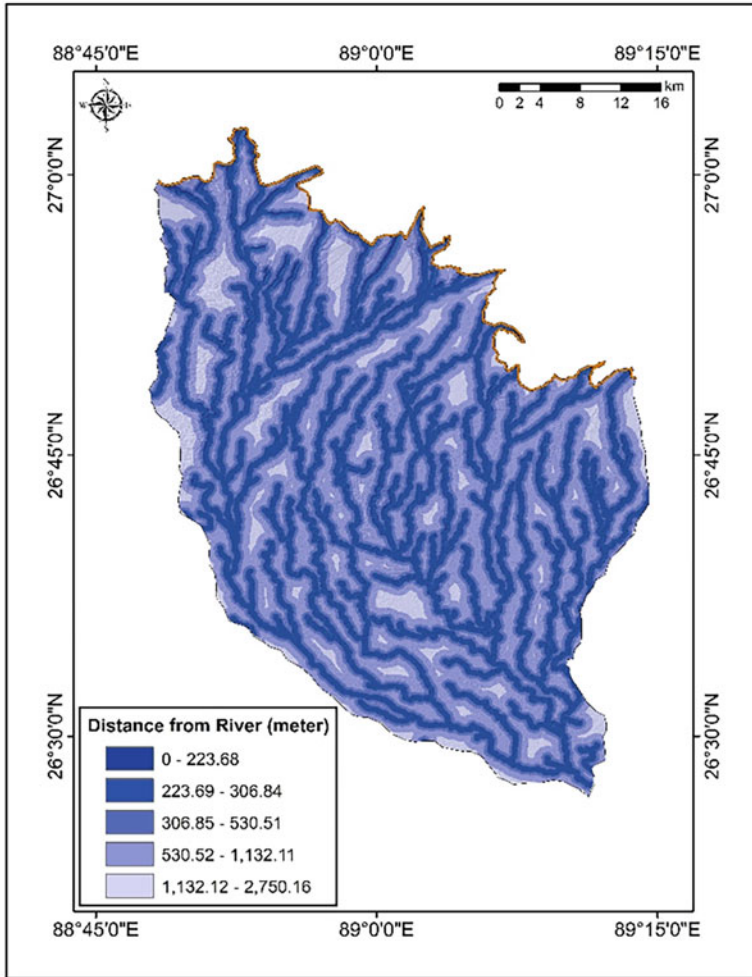 88°45'0"E 89°0'0"E 89°15'0"E
N
W E
S
km
0 2 4 8 12 16
27°0'0"N 27°0'0"N
26°45'0"N 26°45'0"N
26°30'0"N 26°30'0"N
Distance from River (meter)
0 - 223.68
223.69 - 306.84
306.85 - 530.51
530.52 - 1,132.11
1,132.12 - 2,750.16
88°45'0"E 89°0'0"E 89°15'0"E